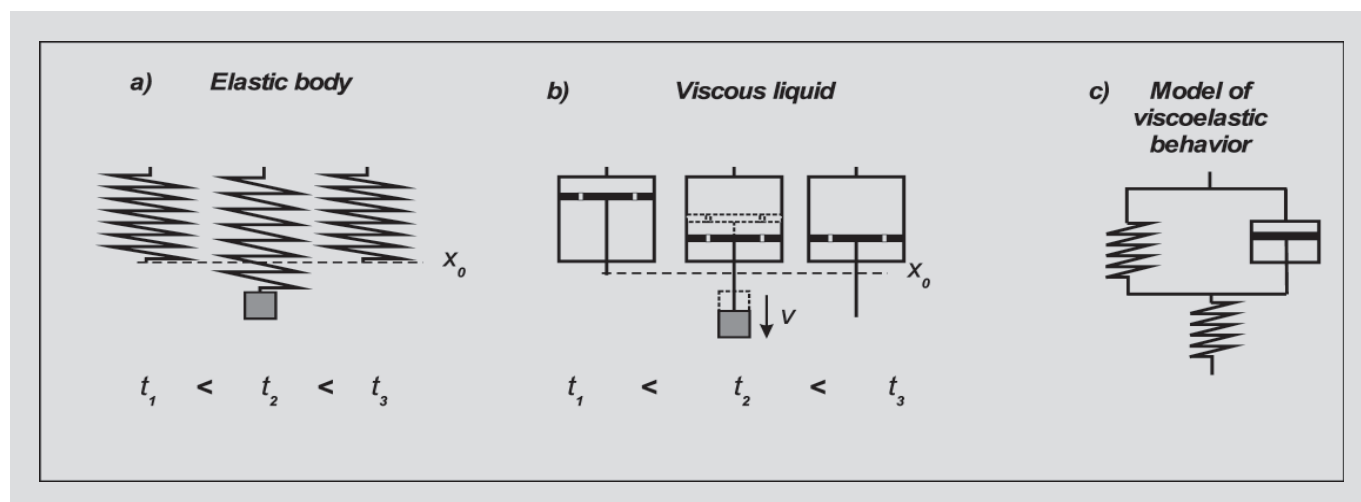 a) Elastic body
x₀
t₁ < t₂ < t₃
b) Viscous liquid
x₀
v
t₁ < t₂ < t₃
c) Model of
viscoelastic
behavior